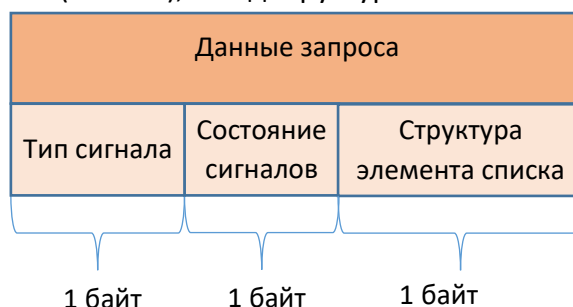 Данные запроса
Тип сигнала
Состояние
сигналов
Структура
элемента списка
1 байт
1 байт
1 байт